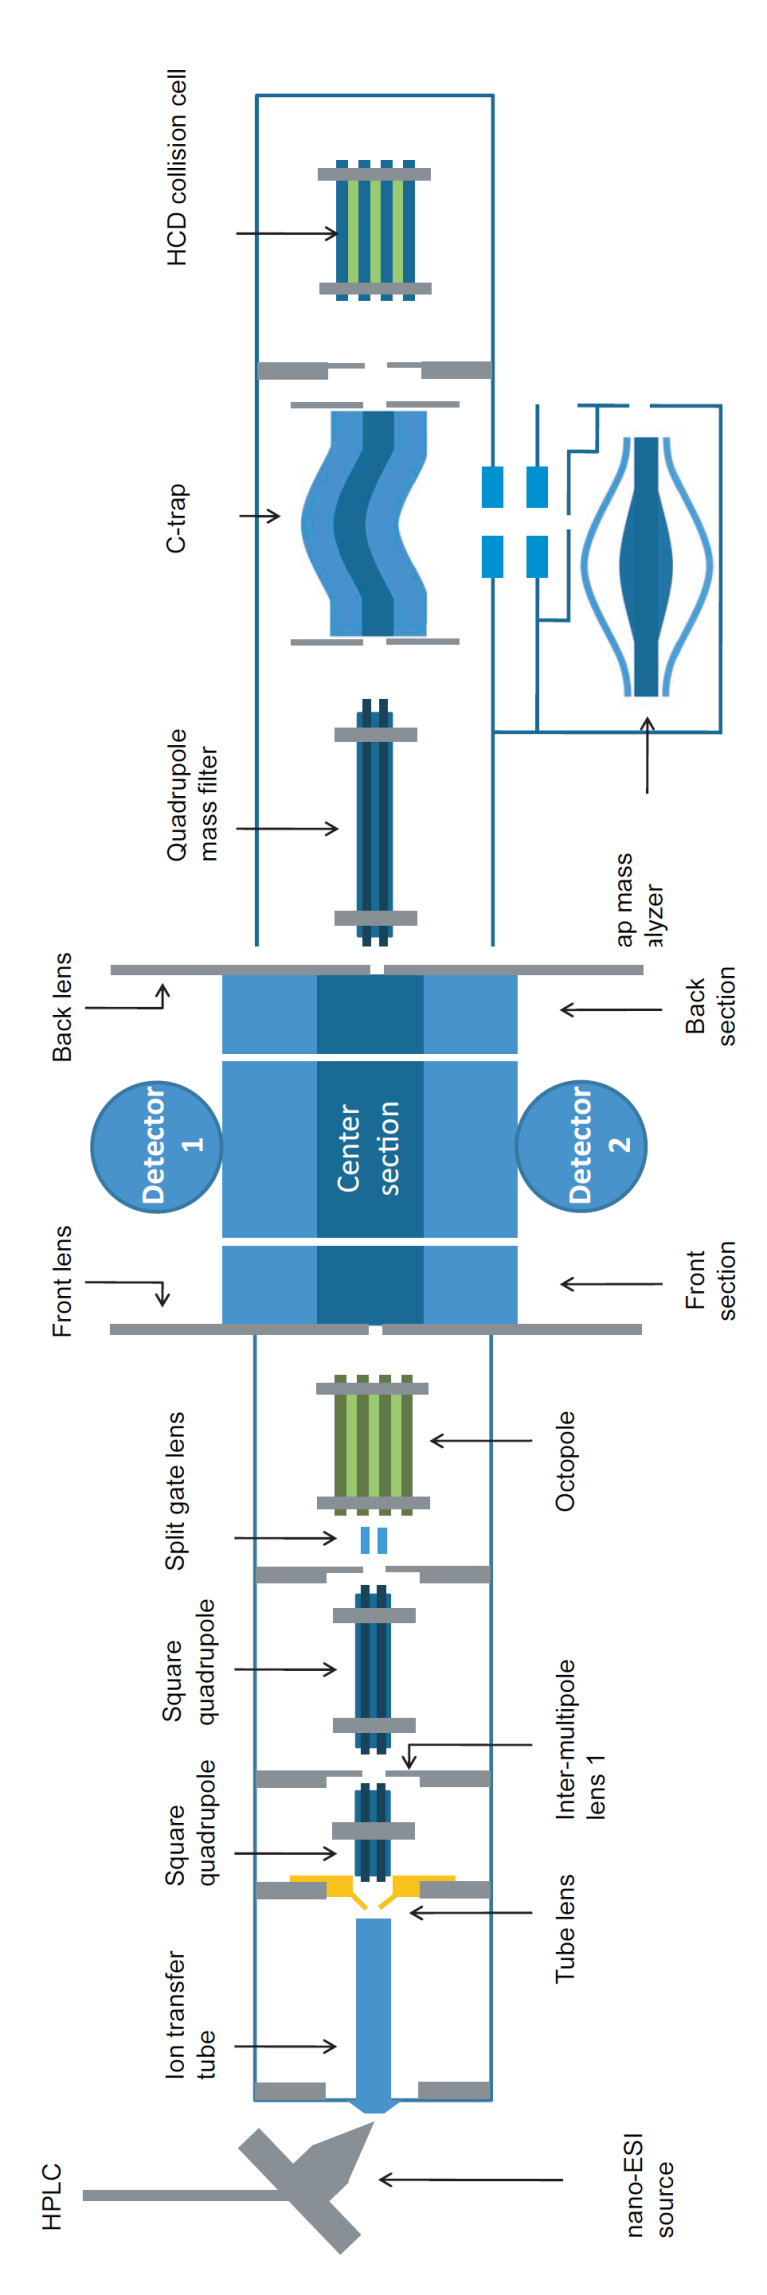 HPLC
nano-ESI
source
Ion transfer
tube
Tube lens
Square
quadrupole
Inter-multipole
lens 1
Square
quadrupole
Split gate lens
Octopole
Front lens
Front
section
Detector
1
Center
section
Detector
2
Back lens
Back
section
Quadrupole
mass filter
ap mass
alyzer
C-trap
HCD collision cell